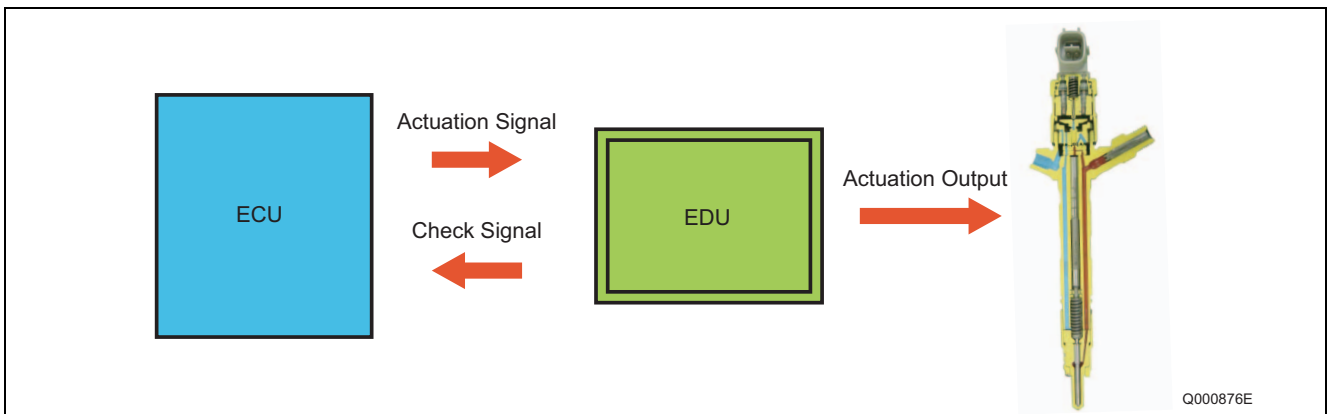 Actuation Signal
ECU
Check Signal
EDU
Actuation Output
Q000876E